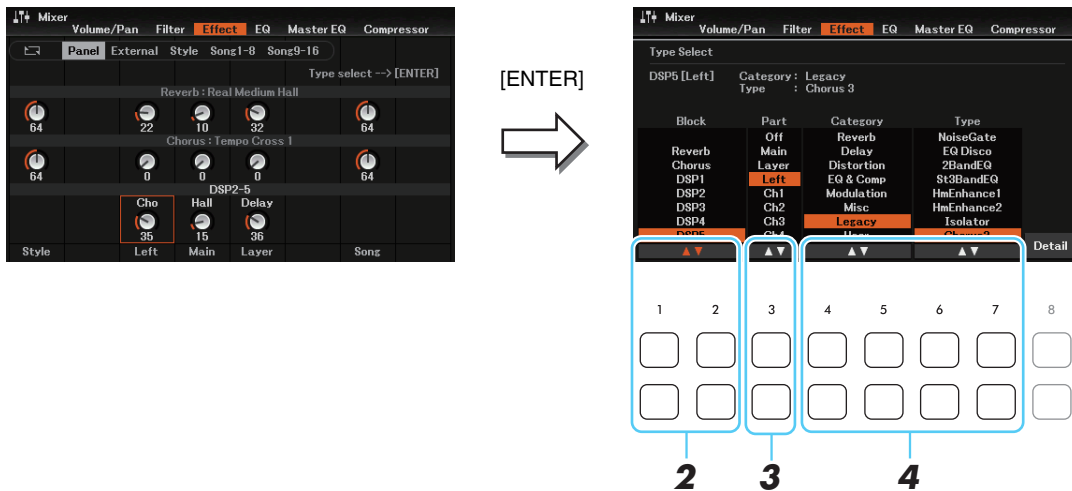 Mixer
Volume/Pan Filter Effect EQ Master EQ Compressor
Panel External Style Song1-8 Song9-16
Type select --> [ENTER]
Reverb : Real Medium Hall
64 22 10 32 64
Chorus : Tempo Cross 1
64 0 0 0 64
DSP2-5
Cho Hall Delay
35 15 36
Style Left Main Layer Song
[ENTER]
Mixer
Volume/Pan Filter Effect EQ Master EQ Compressor
Type Select
DSP5 [Left] Category : Legacy
Type : Chorus 3
Block Part Category Type
Off Reverb NoiseGate
Reverb Main Delay EQ Disco
Chorus Layer Distortion 2BandEQ
DSP1 Left EQ & Comp St3BandEQ
DSP2 Ch1 Modulation HmEnhance1
DSP3 Ch2 Misc HmEnhance2
DSP4 Ch3 Legacy Isolator
DSP5 Ch4 User Chorus3
Detail
1 2 3 4 5 6 7 8
2 3 4